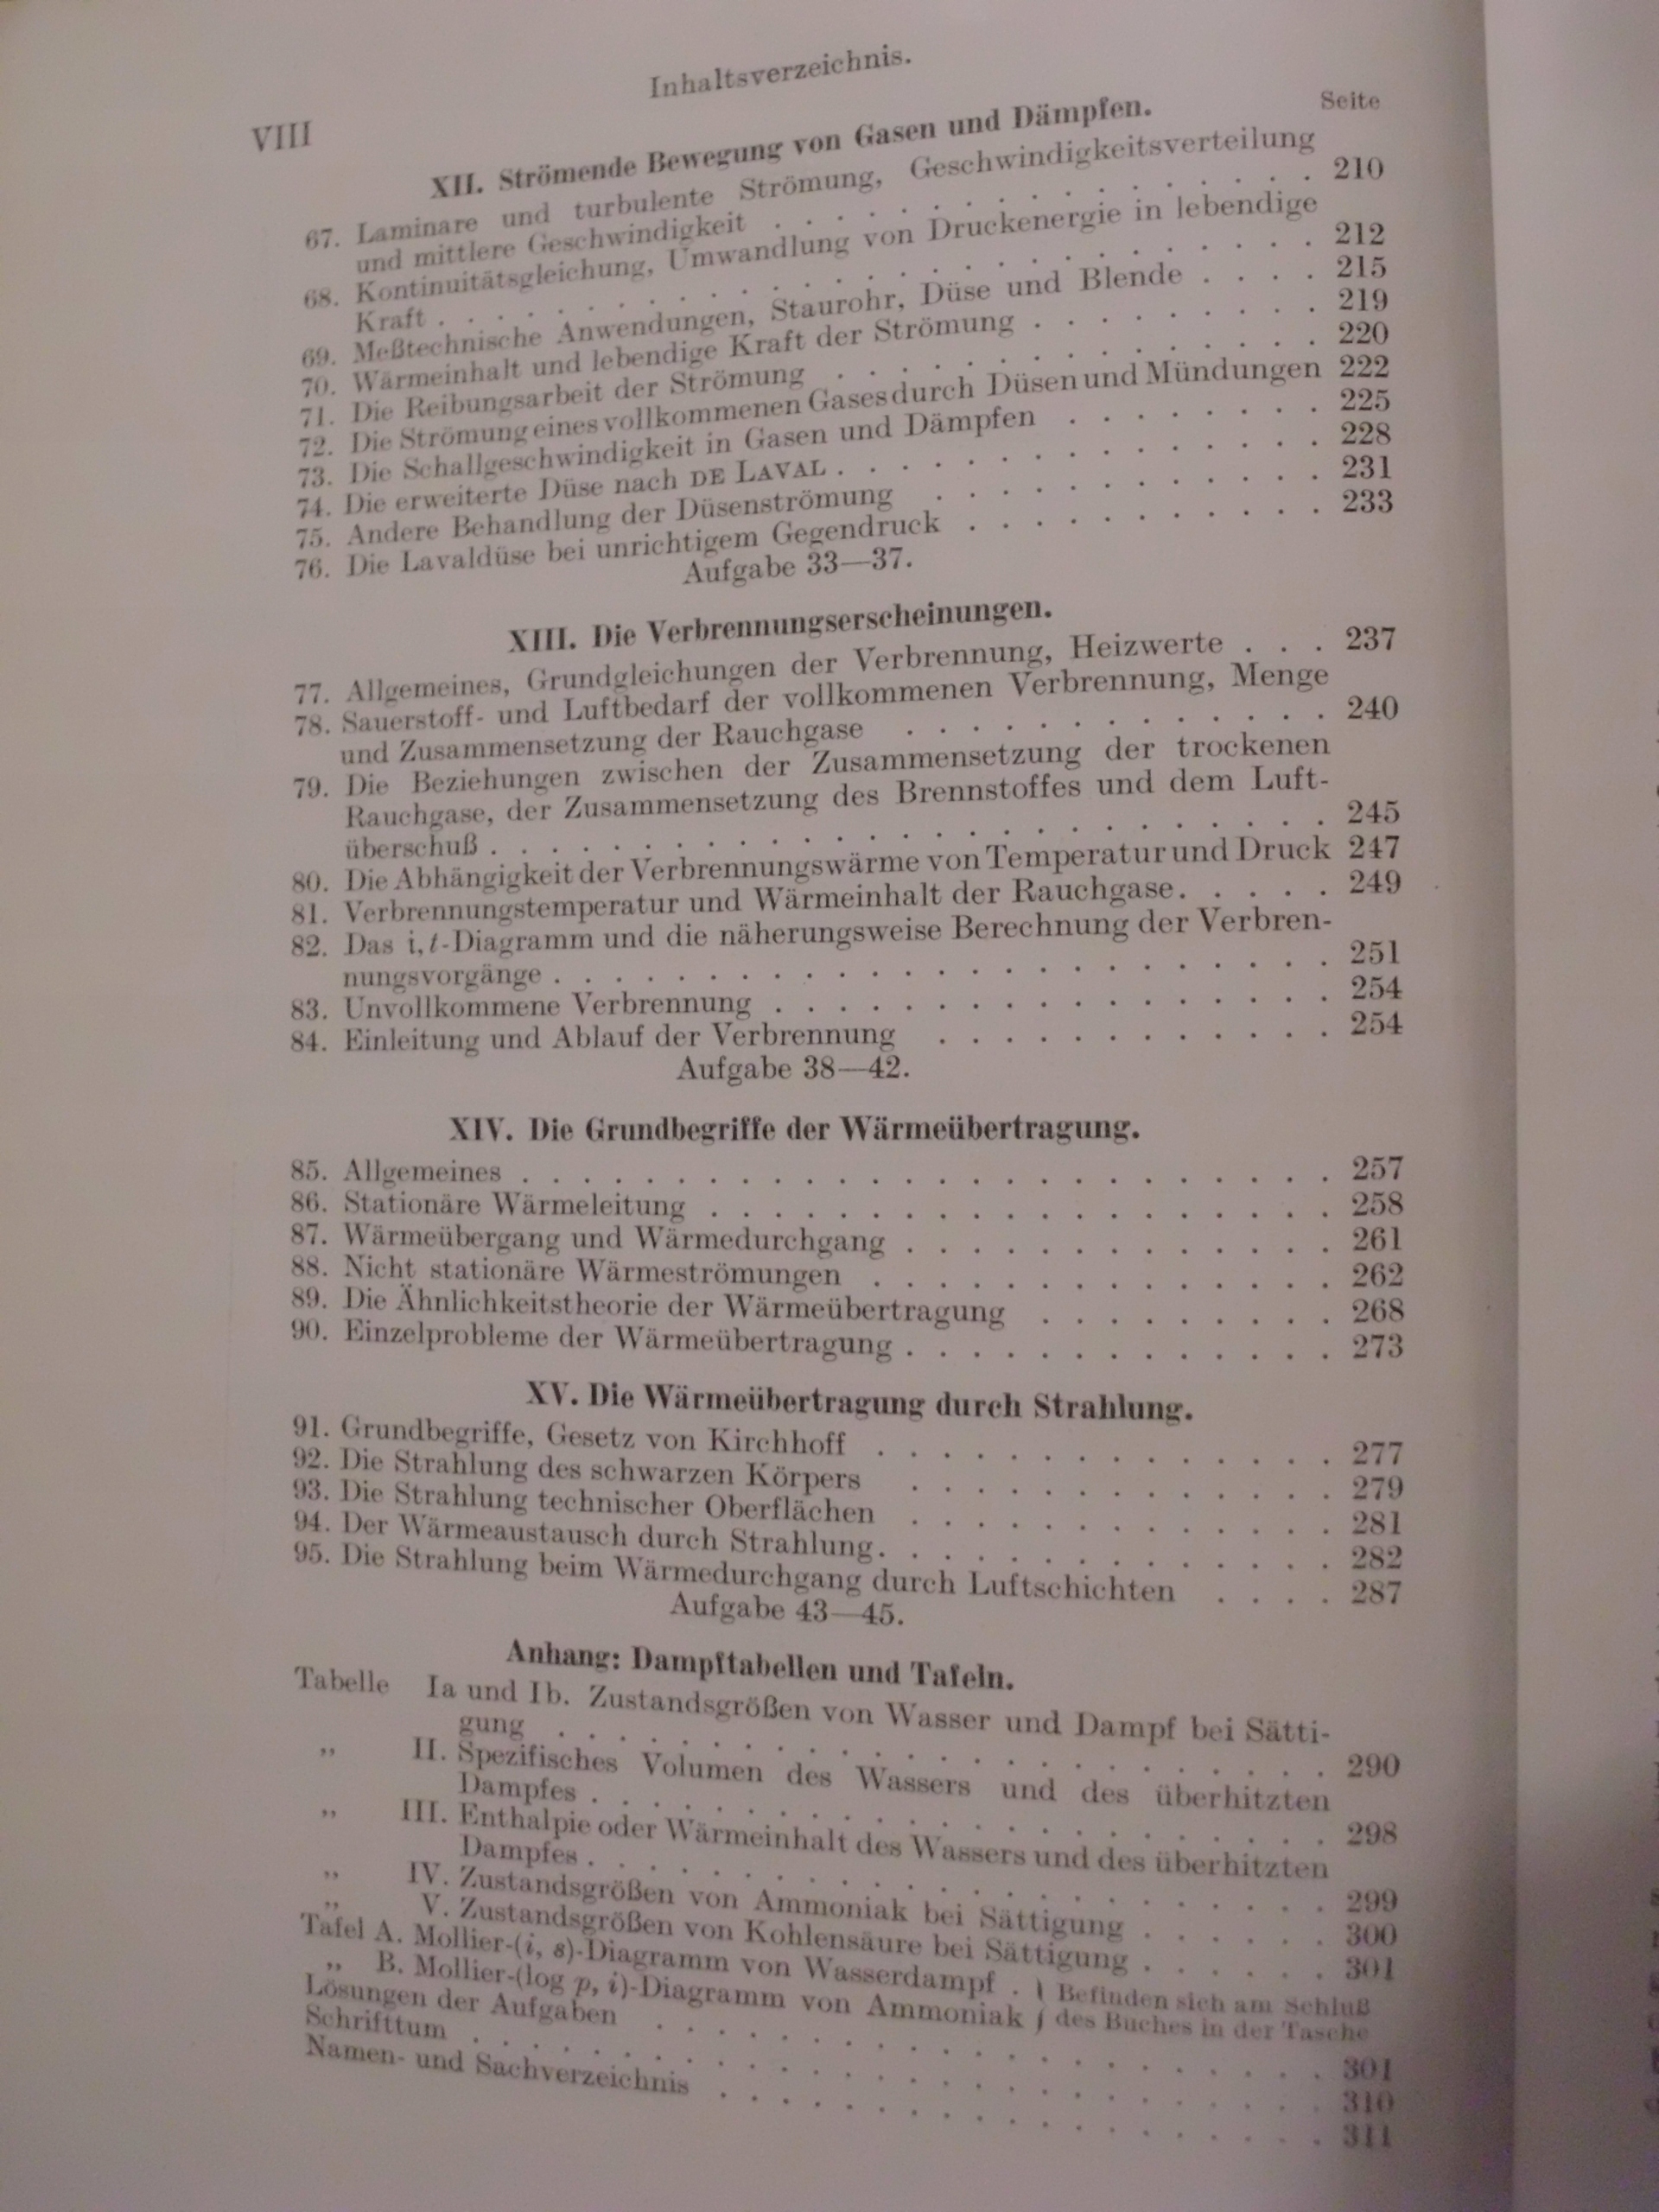 Inhaltsverzeichnis.
VIII
Seite
XII. Strömende Bewegung von Gasen und Dämpfen.
67. Laminare und turbulente Strömung, Geschwindigkeitsverteilung
und mittlere Geschwindigkeit . . . . . . . . . . . 210
68. Kontinuitätsgleichung, Umwandlung von Druckenergie in lebendige
Kraft . . . . . . . . . . . . . . . . . . . 212
69. Meßtechnische Anwendungen, Staurohr, Düse und Blende . . . . 215
70. Wärmeinhalt und lebendige Kraft der Strömung . . . . . . . . . 219
71. Die Reibungsarbeit der Strömung . . . . . . . . . . . . . 220
72. Die Strömung eines vollkommenen Gases durch Düsen und Mündungen 222
73. Die Schallgeschwindigkeit in Gasen und Dämpfen . . . . . . . . 225
74. Die erweiterte Düse nach DE LAVAL . . . . . . . . . . . . . . 228
75. Andere Behandlung der Düsenströmung . . . . . . . . . . . . 231
76. Die Lavaldüse bei unrichtigem Gegendruck . . . . . . . . . . . 233
Aufgabe 33—37.
XIII. Die Verbrennungserscheinungen.
77. Allgemeines, Grundgleichungen der Verbrennung, Heizwerte . . . 237
78. Sauerstoff- und Luftbedarf der vollkommenen Verbrennung, Menge
und Zusammensetzung der Rauchgase . . . . . . . . . . . . . 240
79. Die Beziehungen zwischen der Zusammensetzung der trockenen
Rauchgase, der Zusammensetzung des Brennstoffes und dem Luft-
überschuß . . . . . . . . . . . . . . . . . . . . . 245
80. Die Abhängigkeit der Verbrennungswärme von Temperatur und Druck 247
81. Verbrennungstemperatur und Wärmeinhalt der Rauchgase. . . . . 249
82. Das i, t-Diagramm und die näherungsweise Berechnung der Verbren-
nungsvorgänge . . . . . . . . . . . . . . . . . . . . . 251
83. Unvollkommene Verbrennung . . . . . . . . . . . . . . . . . 254
84. Einleitung und Ablauf der Verbrennung . . . . . . . . . . . . 254
Aufgabe 38—42.
XIV. Die Grundbegriffe der Wärmeübertragung.
85. Allgemeines . . . . . . . . . . . . . . . . . . . . . . 257
86. Stationäre Wärmeleitung . . . . . . . . . . . . . . . . . . 258
87. Wärmeübergang und Wärmedurchgang . . . . . . . . . . . . . 261
88. Nicht stationäre Wärmeströmungen . . . . . . . . . . . . . . 262
89. Die Ähnlichkeitstheorie der Wärmeübertragung . . . . . . . . . 268
90. Einzelprobleme der Wärmeübertragung . . . . . . . . . . . . . 273
XV. Die Wärmeübertragung durch Strahlung.
91. Grundbegriffe, Gesetz von Kirchhoff . . . . . . . . . . . . . . 277
92. Die Strahlung des schwarzen Körpers . . . . . . . . . . . . . 279
93. Die Strahlung technischer Oberflächen . . . . . . . . . . . . . 281
94. Der Wärmeaustausch durch Strahlung. . . . . . . . . . . . . . 282
95. Die Strahlung beim Wärmedurchgang durch Luftschichten . . . . 287
Aufgabe 43—45.
Anhang: Dampftabellen und Tafeln.
Tabelle Ia und Ib. Zustandsgrößen von Wasser und Dampf bei Sätti-
gung . . . . . . . . . . . . . . . . . . 290
„ II. Spezifisches Volumen des Wassers und des überhitzten
Dampfes . . . . . . . . . . . . . . . . . 298
„ III. Enthalpie oder Wärmeinhalt des Wassers und des überhitzten
Dampfes . . . . . . . . . . . . . . . . . 299
„ IV. Zustandsgrößen von Ammoniak bei Sättigung . . . . . . 300
„ V. Zustandsgrößen von Kohlensäure bei Sättigung . . . . . . 301
Tafel A. Mollier-(i, s)-Diagramm von Wasserdampf . } Befinden sich am Schluß
„ B. Mollier-(log p, i)-Diagramm von Ammoniak } des Buches in der Tasche
Lösungen der Aufgaben . . . . . . . . . . . . . . . . . . . 301
Schrifttum . . . . . . . . . . . . . . . . . . . . . . . . 310
Namen- und Sachverzeichnis . . . . . . . . . . . . . . . . . 311